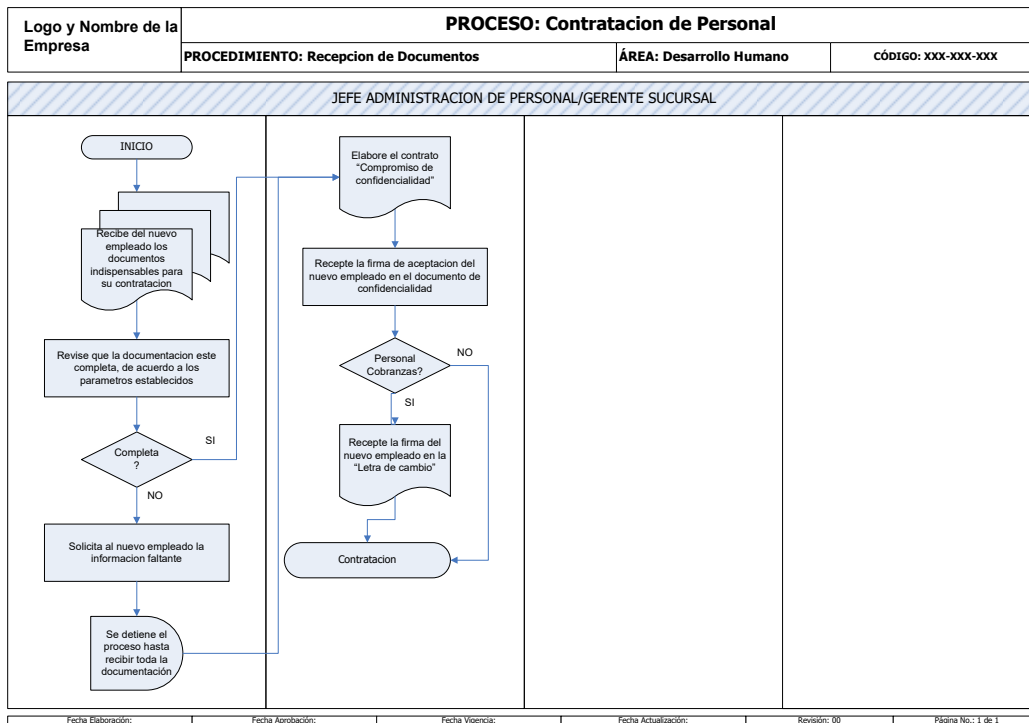 Logo y Nombre de la
Empresa
PROCESO: Contratacion de Personal
PROCEDIMIENTO: Recepcion de Documentos
ÁREA: Desarrollo Humano
CÓDIGO: XXX-XXX-XXX
JEFE ADMINISTRACION DE PERSONAL/GERENTE SUCURSAL
INICIO
Recibe del nuevo
empleado los
documentos
indispensables para
su contratacion
Revise que la documentacion este
completa, de acuerdo a los
parametros establecidos
Completa
?
SI
NO
Solicita al nuevo empleado la
informacion faltante
Se detiene el
proceso hasta
recibir toda la
documentación
Elabore el contrato
“Compromiso de
confidencialidad”
Recepte la firma de aceptacion del
nuevo empleado en el documento de
confidencialidad
Personal
Cobranzas?
NO
SI
Recepte la firma del
nuevo empleado en la
“Letra de cambio”
Contratacion
Fecha Elaboración:
Fecha Aprobación:
Fecha Vigencia:
Fecha Actualización:
Revisión: 00
Página No.: 1 de 1